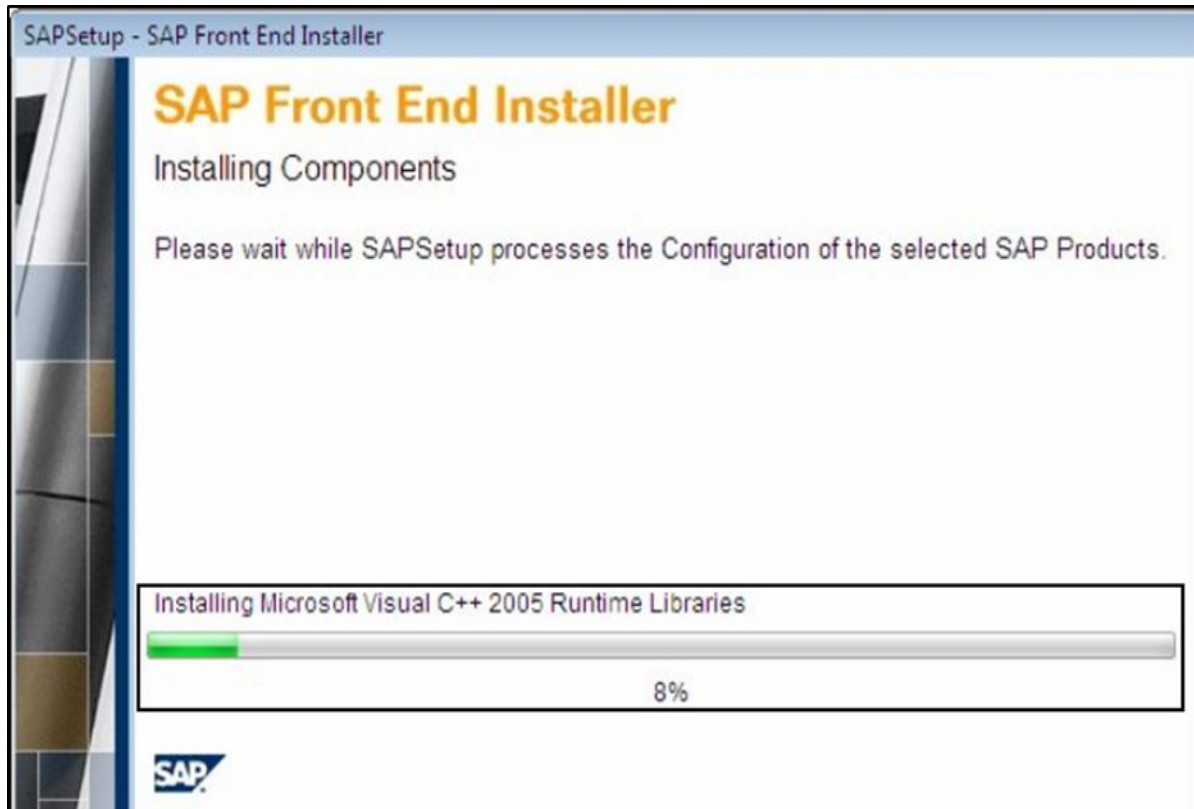 SAPSetup - SAP Front End Installer
SAP Front End Installer
Installing Components
Please wait while SAPSetup processes the Configuration of the selected SAP Products.
Installing Microsoft Visual C++ 2005 Runtime Libraries
8%
SAP